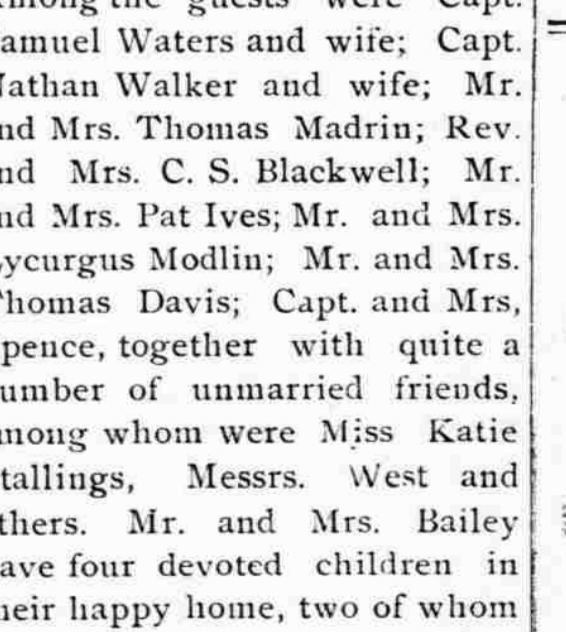 Among the guests were Capt.
amuel Waters and wife; Capt.
Nathan Walker and wife; Mr.
nd Mrs. Thomas Madrin; Rev.
nd Mrs. C. S. Blackwell; Mr.
nd Mrs. Pat Ives; Mr. and Mrs.
Lycurgus Modlin; Mr. and Mrs.
Thomas Davis; Capt. and Mrs,
pence, together with quite a
umber of unmarried friends,
among whom were Miss Katie
tallings, Messrs. West and
thers. Mr. and Mrs. Bailey
ave four devoted children in
heir happy home, two of whom